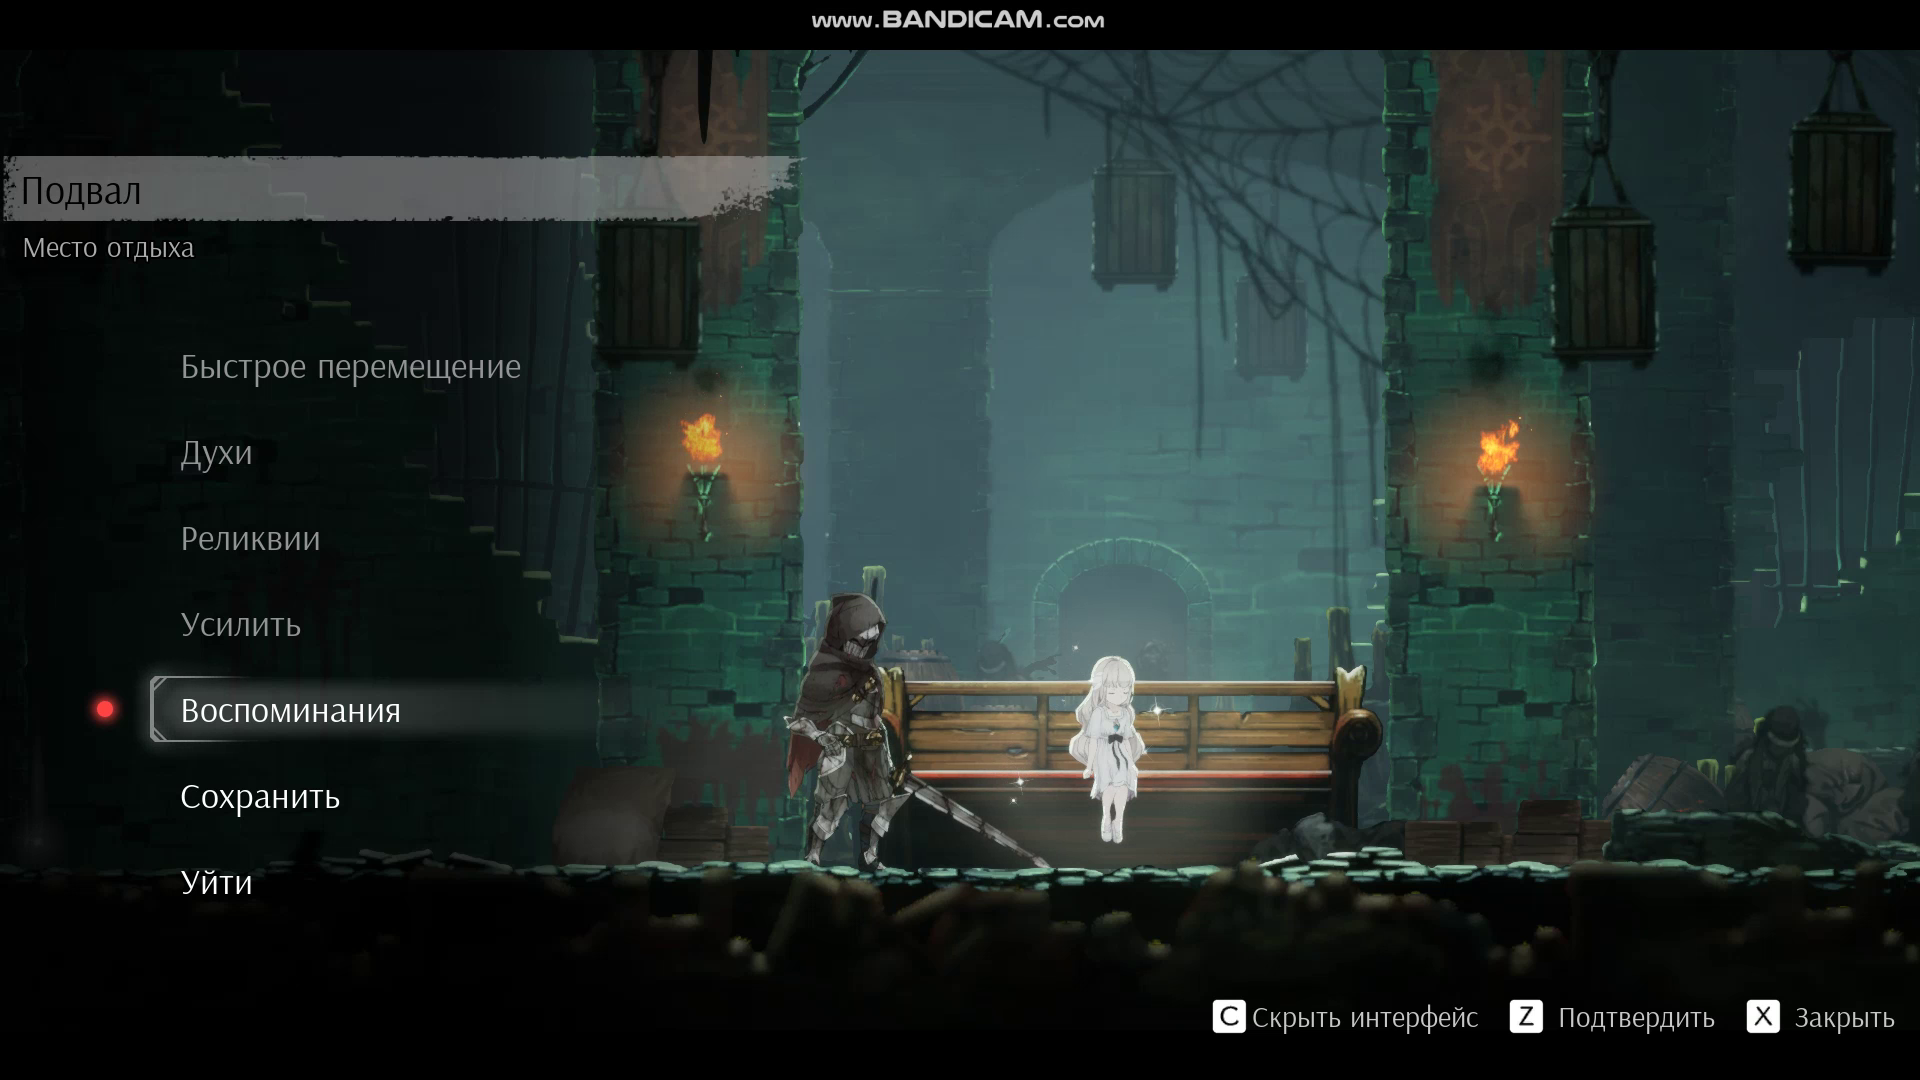 www.BANDICAM.com
Подвал
Место отдыха
Быстрое перемещение
Духи
Реликвии
Усилить
Воспоминания
Сохранить
Уйти
C Скрыть интерфейс Z Подтвердить X Закрыть